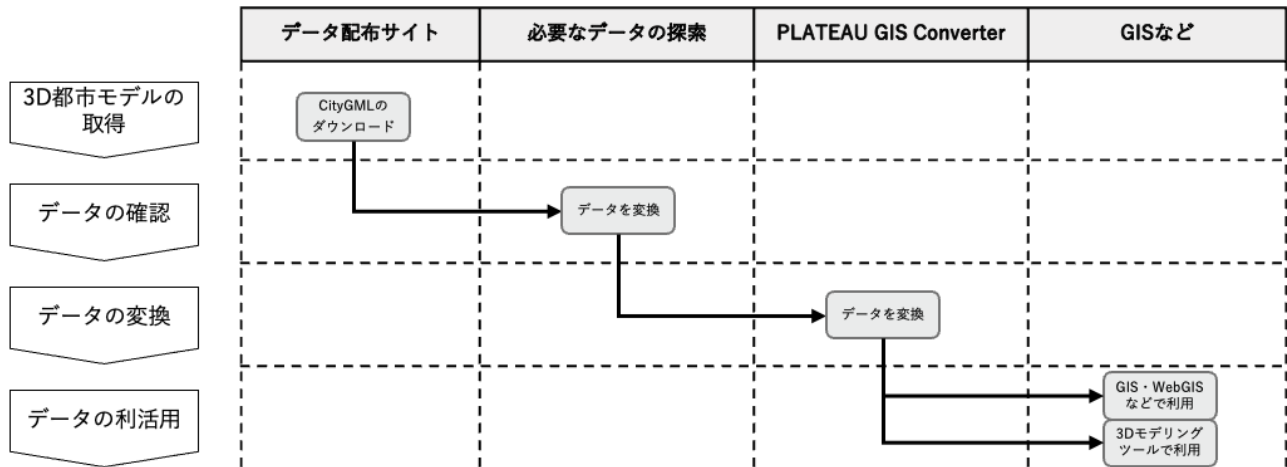 データ配布サイト
必要なデータの探索
PLATEAU GIS Converter
GISなど
3D都市モデルの
取得
CityGMLの
ダウンロード
データの確認
データを変換
データの変換
データを変換
データの利活用
GIS・WebGIS
などで利用
3Dモデリング
ツールで利用